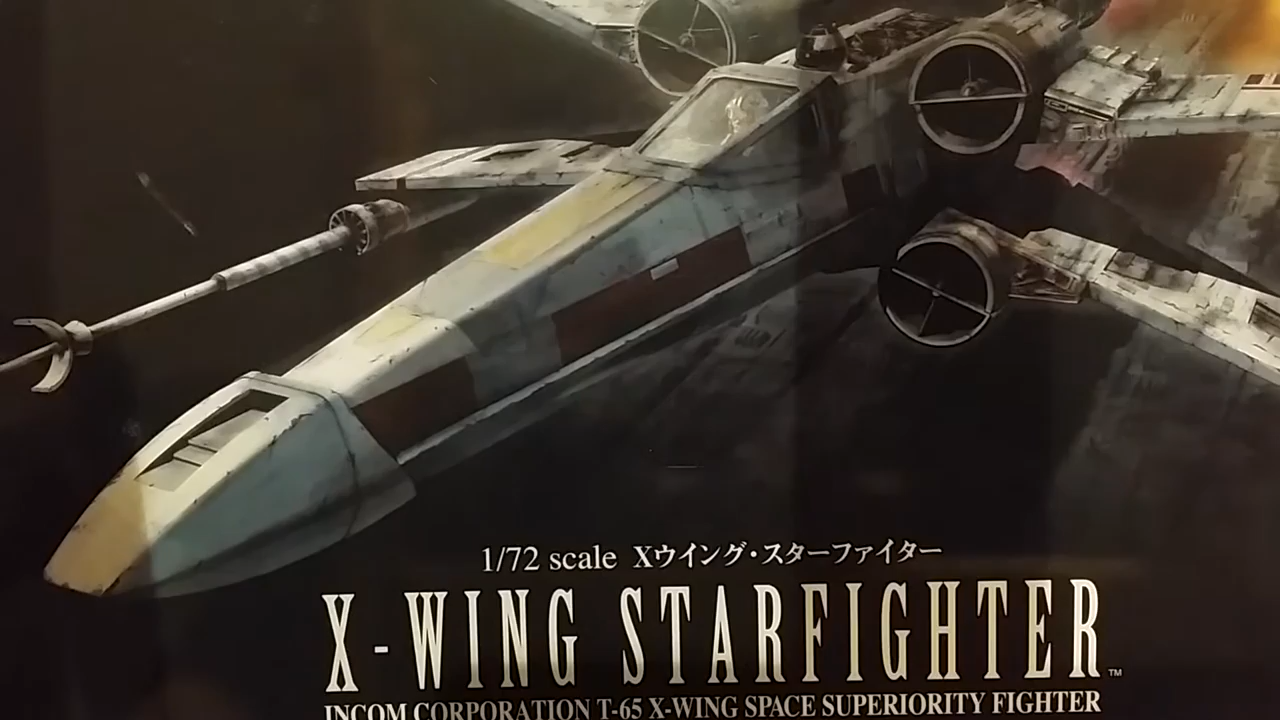 1/72 scale Xウイング・スターファイター
X-WING STARFIGHTER™
INCOM CORPORATION T-65 X-WING SPACE SUPERIORITY FIGHTER